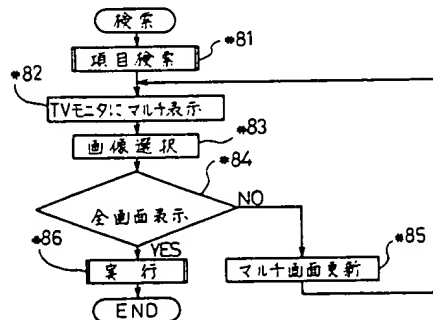 検索
*81
項目検索
*82
TVモニタにマルチ表示
*83
画像選択
*84
全画面表示
NO
*85
*86
YES
実行
マルチ画面更新
END